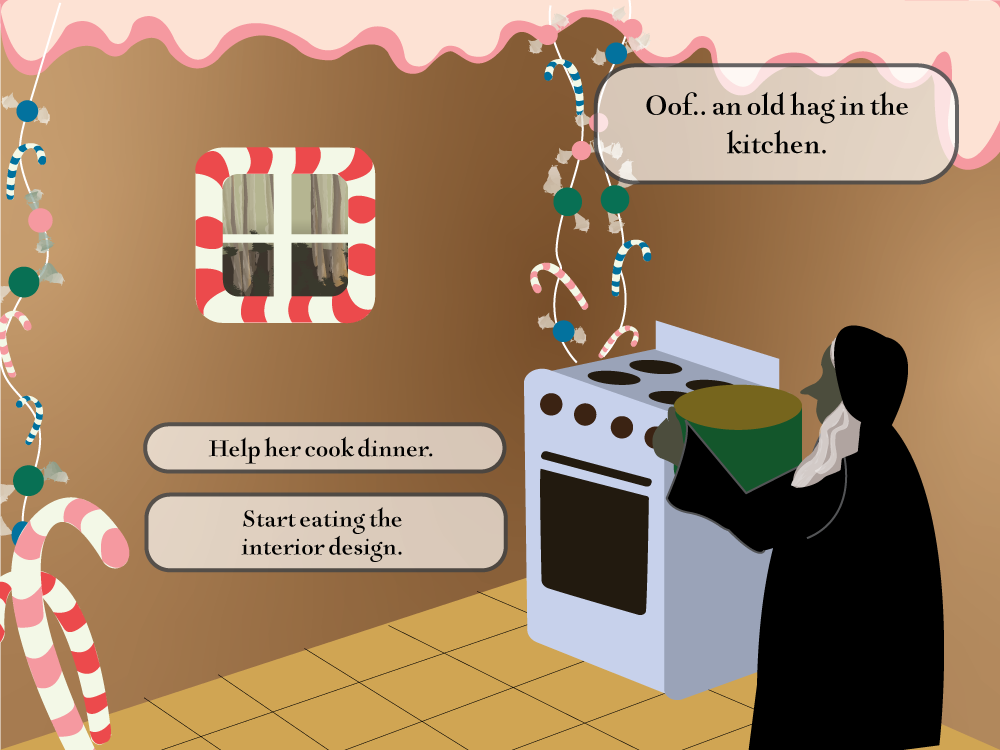 Oof.. an old hag in the
kitchen.
Help her cook dinner.
Start eating the
interior design.